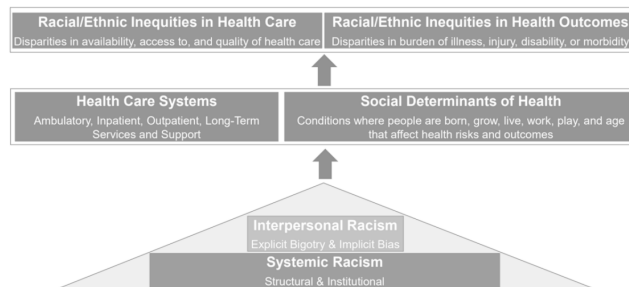 Racial/Ethnic Inequities in Health Care
Disparities in availability, access to, and quality of health care
Racial/Ethnic Inequities in Health Outcomes
Disparities in burden of illness, injury, disability, or morbidity
Health Care Systems
Ambulatory, Inpatient, Outpatient, Long-Term
Services and Support
Social Determinants of Health
Conditions where people are born, grow, live, work, play, and age
that affect health risks and outcomes
Interpersonal Racism
Explicit Bigotry & Implicit Bias
Systemic Racism
Structural & Institutional